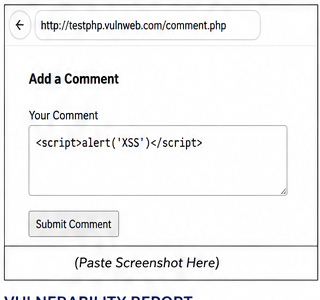 http://testphp.vulnweb.com/comment.php
Add a Comment
Your Comment
<script>alert('XSS')</script>
Submit Comment
(Paste Screenshot Here)
VULNERABILITY REPORT